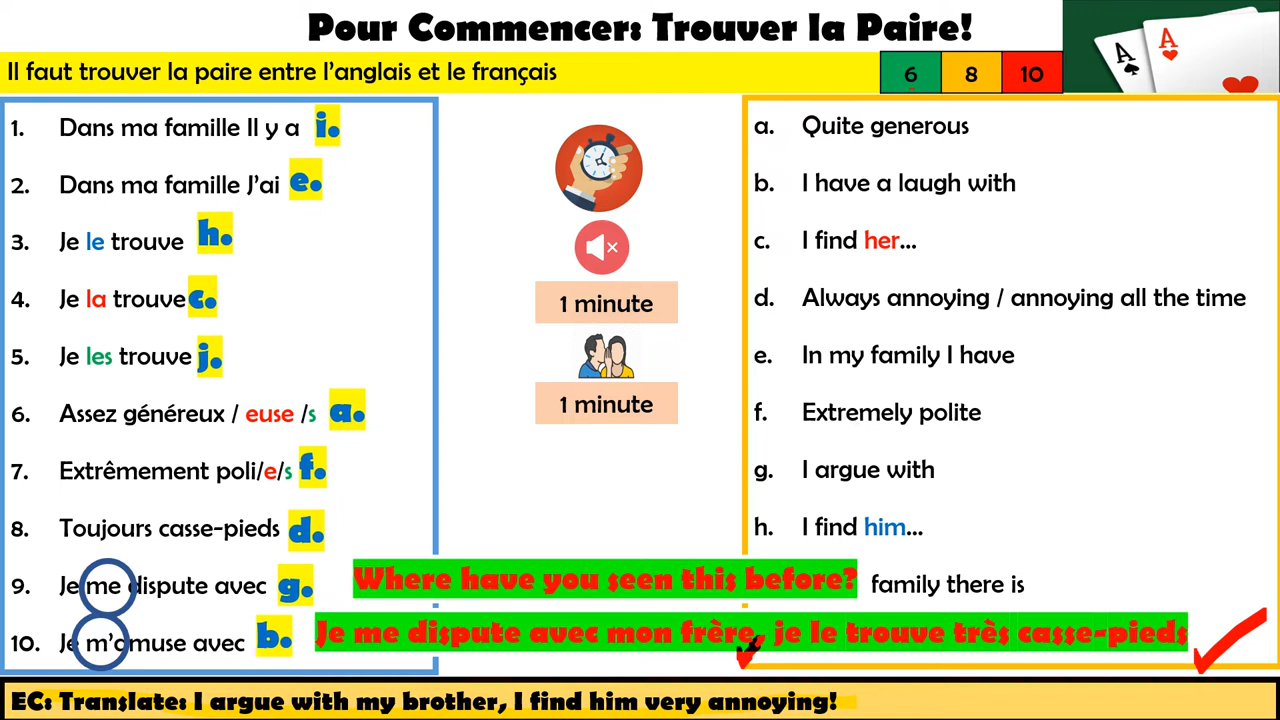 Pour Commencer: Trouver la Paire!
Il faut trouver la paire entre l'anglais et le français
6 8 10
A A
1. Dans ma famille Il y a i.
2. Dans ma famille J'ai e.
3. Je le trouve h.
4. Je la trouve c.
5. Je les trouve j.
6. Assez généreux / euse /s a.
7. Extrêmement poli/e/s f.
8. Toujours casse-pieds d.
9. Je me dispute avec g.
10. Je m'amuse avec b.
1 minute
1 minute
a. Quite generous
b. I have a laugh with
c. I find her...
d. Always annoying / annoying all the time
e. In my family I have
f. Extremely polite
g. I argue with
h. I find him...
family there is
Where have you seen this before?
Je me dispute avec mon frère, je le trouve très casse-pieds
EC: Translate: I argue with my brother, I find him very annoying!